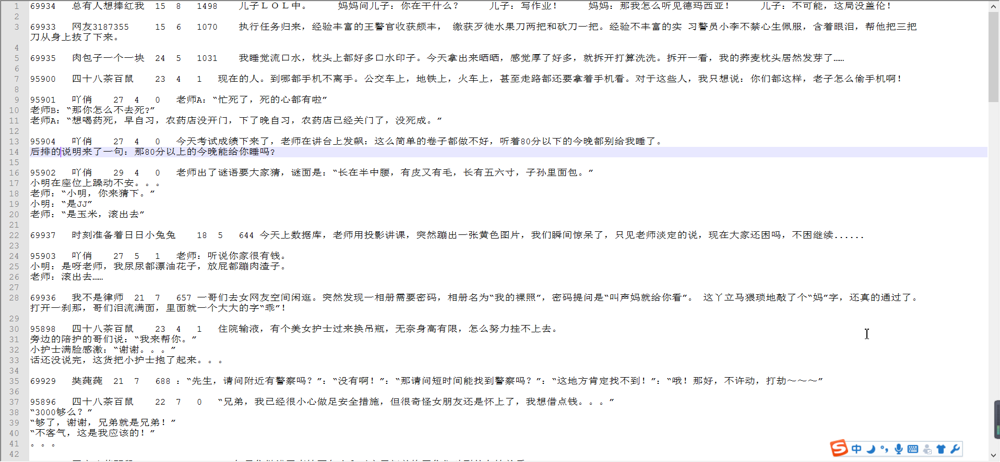 1 69934 总有人想捧红我 15 8 1498 儿子ＬＯＬ中。 妈妈问儿子：你在干什么？ 儿子：写作业！ 妈妈：那我怎么听见德玛西亚！ 儿子：不可能，这局没盖伦！
2
3 69933 网友3187355 15 6 1070 执行任务归来，经验丰富的王警官收获颇丰， 缴获歹徒水果刀两把和砍刀一把。经验不丰富的实 习警员小李不禁心生佩服，含着眼泪，帮他把三把
刀从身上拔了下来。
4
5 69935 肉包子一个一块 24 5 1031 我睡觉流口水，枕头上都好多口水印子。今天拿出来晒晒，感觉厚了好多，就拆开打算洗洗。拆开一看，我的荞麦枕头居然发芽了……
6
7 95900 四十八茶百鼠 23 4 1 现在的人。到哪都手机不离手。公交车上，地铁上，火车上，甚至走路都还要拿着手机看。对于这些人，我只想说：你们都这样，老子怎么偷手机啊！
8
9 95901 吖俏 27 4 0 老师A：“忙死了，死的心都有啦”
10 老师B：“那你怎么不去死?”
11 老师A：“想喝药死，早自习，农药店没开门，下了晚自习，农药店已经关门了，没死成。”
12
13 95904 吖俏 27 4 0 今天考试成绩下来了，老师在讲台上发飙：这么简单的卷子都做不好，听着80分以下的今晚都别给我睡了。
14 后排的说明来了一句：那80分以上的今晚能给你睡吗?
15
16 95902 吖俏 29 4 0 老师出了谜语要大家猜，谜面是：“长在半中腰，有皮又有毛，长有五六寸，子孙里面包。”
17 小明在座位上躁动不安。。。
18 老师：“小明，你来猜下。”
19 小明：“是JJ”
20 老师：“是玉米，滚出去”
21
22 69937 时刻准备着日日小兔兔 18 5 644 今天上数据库，老师用投影讲课，突然蹦出一张黄色图片，我们瞬间惊呆了，只见老师淡定的说，现在大家还困吗，不困继续......
23
24 95903 吖俏 27 5 1 老师：听说你家很有钱。
25 小明：是呀老师，我尿尿都漂油花子，放屁都蹦肉渣子。
26 老师：滚出去……
27
28 69936 我不是律师 21 7 657 一哥们去女网友空间闲逛。突然发现一相册需要密码，相册名为“我的裸照”，密码提问是“叫声妈就给你看”。 这丫立马猥琐地敲了个“妈”字，还真的通过了。
打开一刹那，哥们泪流满面，里面就一个大大的字“乖”！
29
30 95898 四十八茶百鼠 23 4 1 住院输液，有个美女护士过来换吊瓶，无奈身高有限，怎么努力挂不上去。
31 旁边的陪护的哥们说：“我来帮你。”
32 小护士满脸感激：“谢谢。。。”
33 话还没说完，这货把小护士抱了起来。。。
34
35 69929 21 7 688 ：“先生，请问附近有警察吗？”：“没有啊！”：“那请问短时间能找到警察吗？”：“这地方肯定找不到！”：“哦！那好，不许动，打劫～～～”
36
37 95896 四十八茶百鼠 22 7 0 “兄弟，我已经很小心做足安全措施，但很奇怪女朋友还是怀上了，我想借点钱。。。”
38 “3000够么？”
39 “够了，谢谢，兄弟就是兄弟！”
40 “不客气，这是我应该的！”
41 。。。
42
中